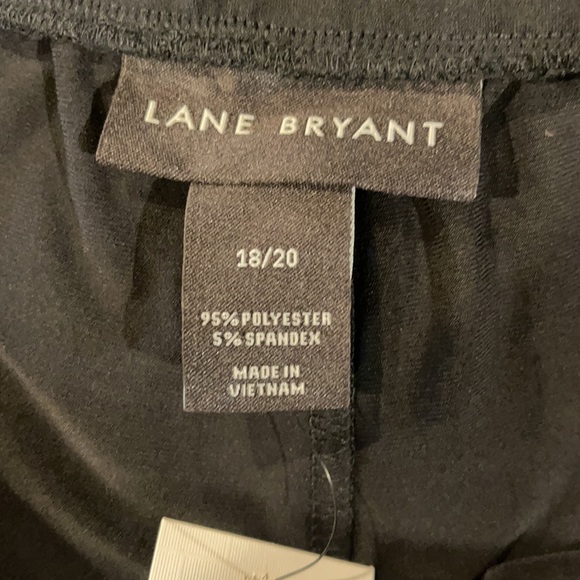 LANE BRYANT
18/20
95% POLYESTER
5% SPANDEX
MADE IN
VIETNAM